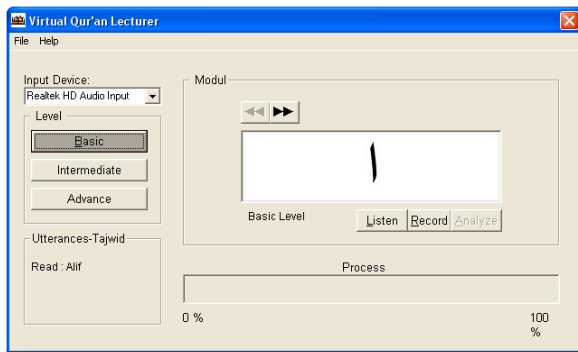 Virtual Qur'an Lecturer
File Help
Input Device:
Realtek HD Audio Input
Level
Basic
Intermediate
Advance
Utterances-Tajwid
Read : Alif
Modul
ا
Basic Level
Listen Record Analyze
Process
0 %
100
%